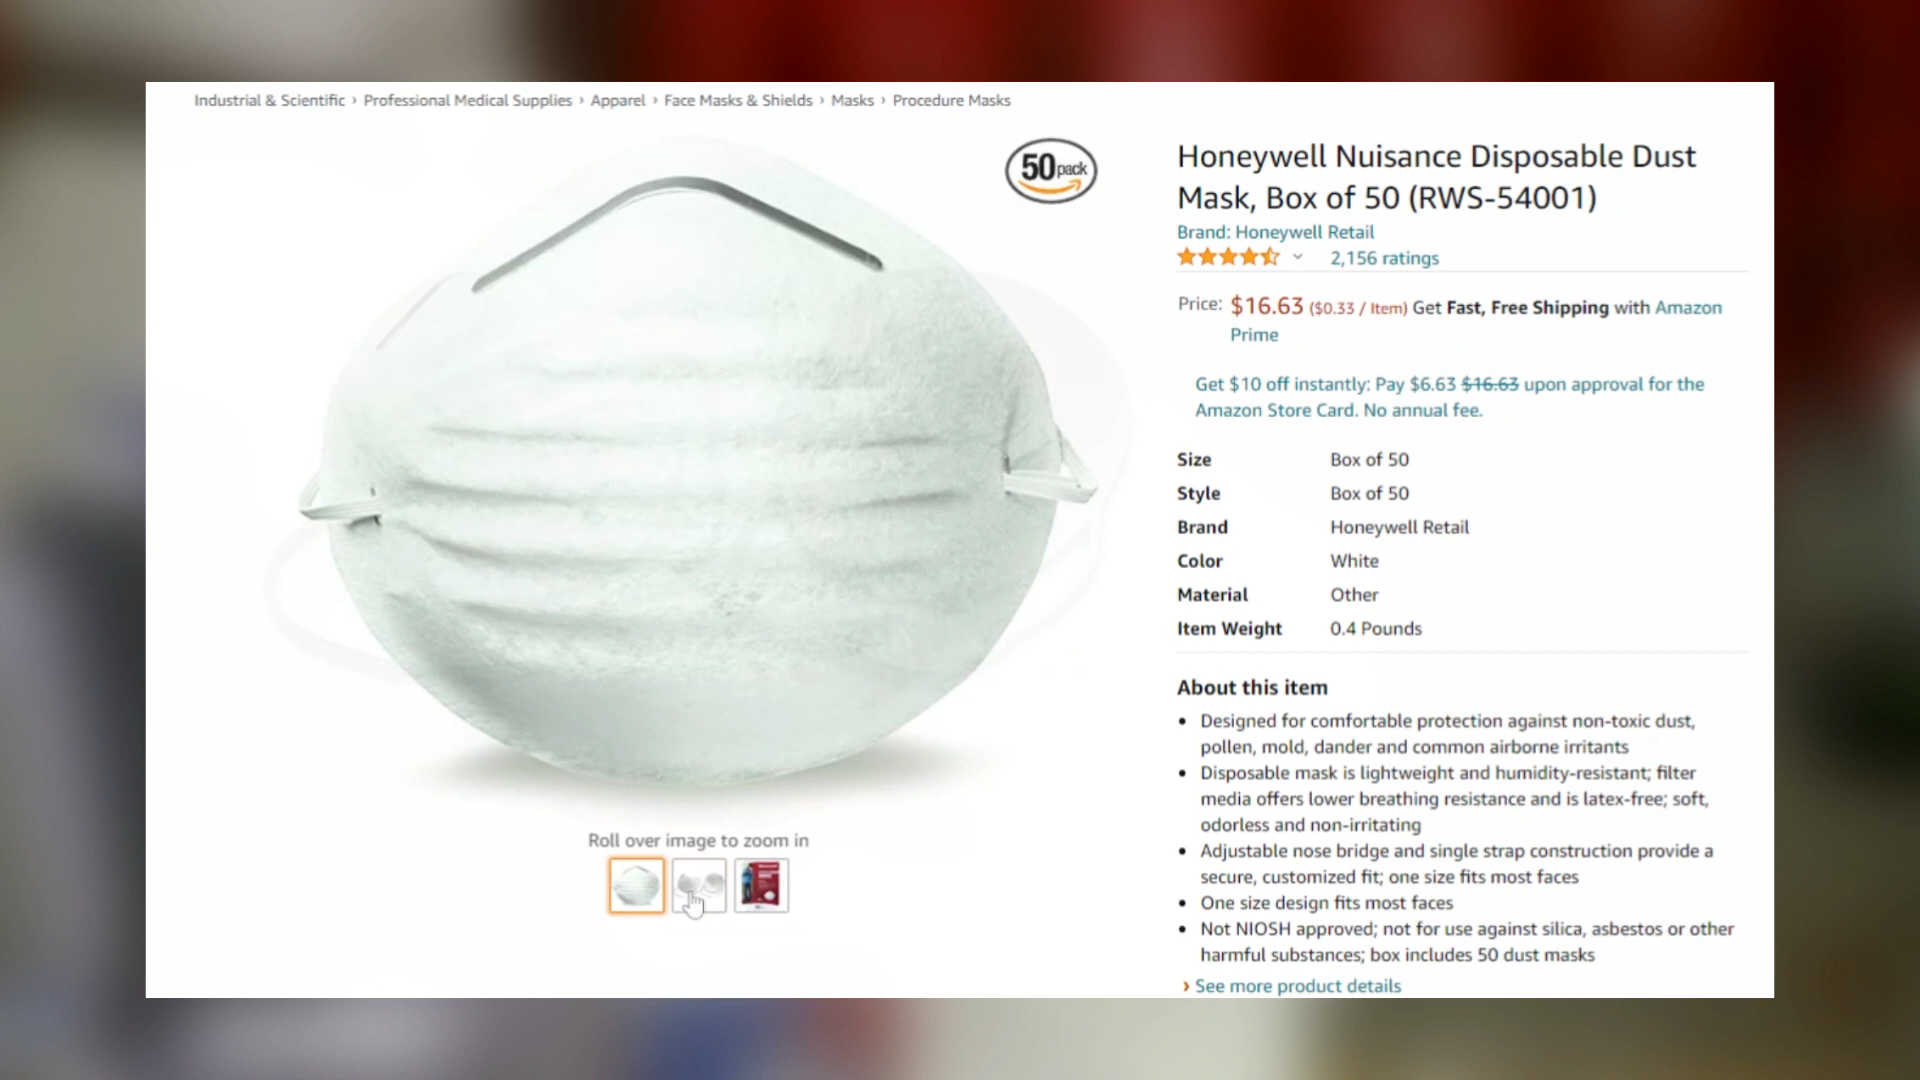 Industrial & Scientific › Professional Medical Supplies › Apparel › Face Masks & Shields › Masks › Procedure Masks
50 pack
Honeywell Nuisance Disposable Dust
Mask, Box of 50 (RWS-54001)
Brand: Honeywell Retail
2,156 ratings
Price: $16.63 ($0.33 / Item) Get Fast, Free Shipping with Amazon
Prime
Get $10 off instantly: Pay $6.63 $16.63 upon approval for the
Amazon Store Card. No annual fee.
Size Box of 50
Style Box of 50
Brand Honeywell Retail
Color White
Material Other
Item Weight 0.4 Pounds
About this item
• Designed for comfortable protection against non-toxic dust,
pollen, mold, dander and common airborne irritants
• Disposable mask is lightweight and humidity-resistant; filter
media offers lower breathing resistance and is latex-free; soft,
odorless and non-irritating
• Adjustable nose bridge and single strap construction provide a
secure, customized fit; one size fits most faces
• One size design fits most faces
• Not NIOSH approved; not for use against silica, asbestos or other
harmful substances; box includes 50 dust masks
› See more product details
Roll over image to zoom in